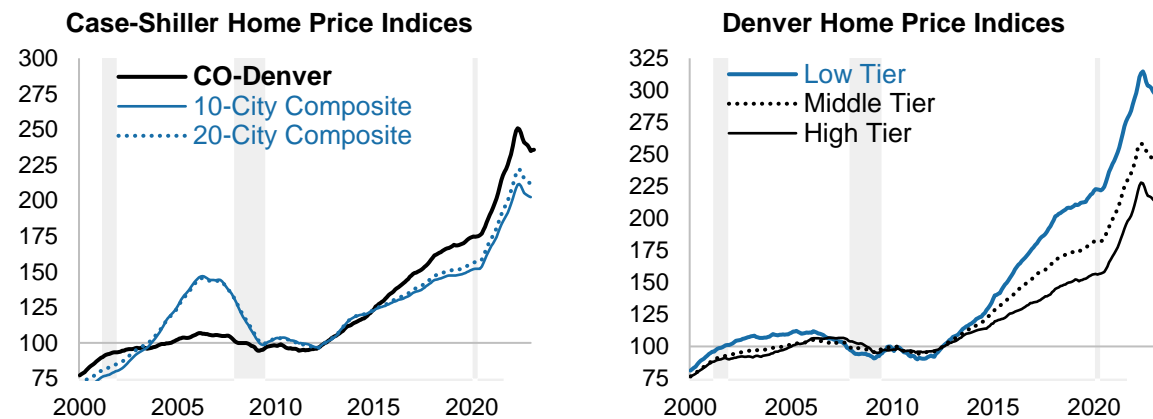 Case-Shiller Home Price Indices
300
275
250
225
200
175
150
125
100
75
CO-Denver
10-City Composite
20-City Composite
2000 2005 2010 2015 2020
Denver Home Price Indices
325
300
275
250
225
200
175
150
125
100
75
Low Tier
Middle Tier
High Tier
2000 2005 2010 2015 2020